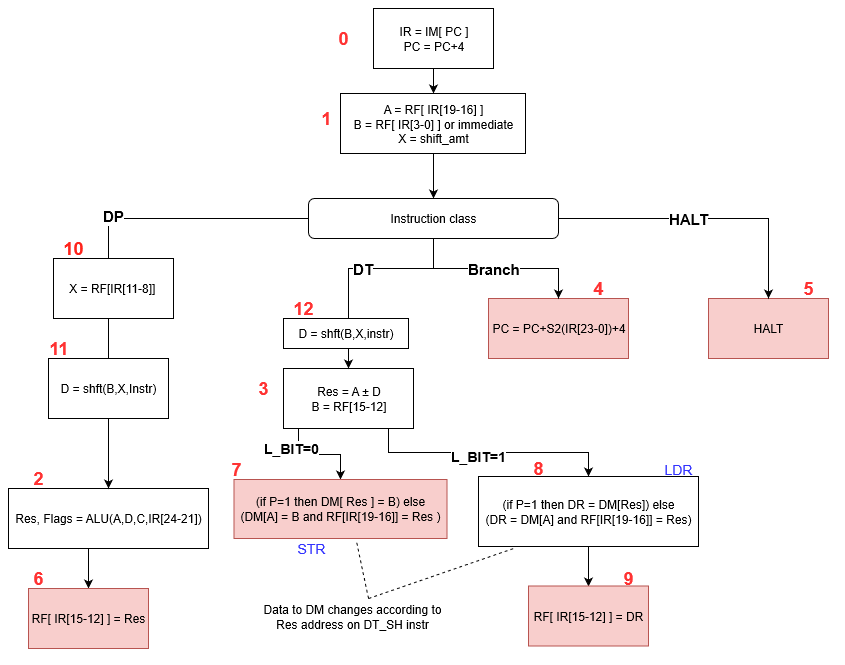 0
IR = IM[ PC ]
PC = PC+4
1
A = RF[ IR[19-16] ]
B = RF[ IR[3-0] ] or immediate
X = shift_amt
Instruction class
DP
HALT
DT
Branch
10
X = RF[IR[11-8]]
12
D = shft(B,X,instr)
4
PC = PC+S2(IR[23-0])+4
5
HALT
11
D = shft(B,X,Instr)
3
Res = A ± D
B = RF[15-12]
L_BIT=0
L_BIT=1
2
Res, Flags = ALU(A,D,C,IR[24-21])
7
(if P=1 then DM[ Res ] = B) else
(DM[A] = B and RF[IR[19-16]] = Res )
STR
8
LDR
(if P=1 then DR = DM[Res]) else
(DR = DM[A] and RF[IR[19-16]] = Res)
6
RF[ IR[15-12] ] = Res
Data to DM changes according to
Res address on DT_SH instr
9
RF[ IR[15-12] ] = DR